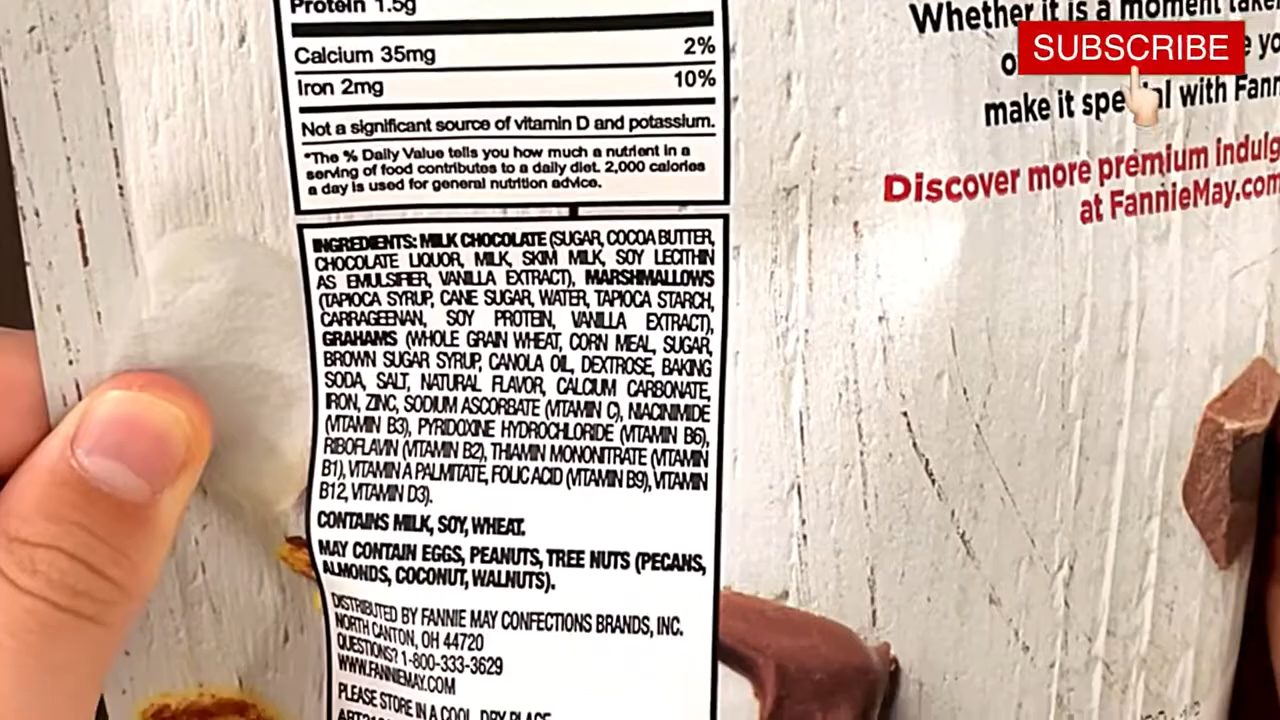 Protein 1.5g
Calcium 35mg 2%
Iron 2mg 10%
Not a significant source of vitamin D and potassium.
*The % Daily Value tells you how much a nutrient in a
serving of food contributes to a daily diet. 2,000 calories
a day is used for general nutrition advice.
INGREDIENTS: MILK CHOCOLATE (SUGAR, COCOA BUTTER,
CHOCOLATE LIQUOR, MILK, SKIM MILK, SOY LECITHIN
AS EMULSIFIER, VANILLA EXTRACT), MARSHMALLOWS
(TAPIOCA SYRUP, CANE SUGAR, WATER, TAPIOCA STARCH,
CARRAGEENAN, SOY PROTEIN, VANILLA EXTRACT),
GRAHAMS (WHOLE GRAIN WHEAT, CORN MEAL, SUGAR,
BROWN SUGAR SYRUP, CANOLA OIL, DEXTROSE, BAKING
SODA, SALT, NATURAL FLAVOR, CALCIUM CARBONATE,
IRON, ZINC, SODIUM ASCORBATE (VITAMIN C), NIACINIMIDE
(VITAMIN B3), PYRIDOXINE HYDROCHLORIDE (VITAMIN B6),
RIBOFLAVIN (VITAMIN B2), THIAMIN MONONITRATE (VITAMIN
B1), VITAMIN A PALMITATE, FOLIC ACID (VITAMIN B9), VITAMIN
B12, VITAMIN D3).
CONTAINS MILK, SOY, WHEAT.
MAY CONTAIN EGGS, PEANUTS, TREE NUTS (PECANS,
ALMONDS, COCONUT, WALNUTS).
DISTRIBUTED BY FANNIE MAY CONFECTIONS BRANDS, INC.
NORTH CANTON, OH 44720
QUESTIONS? 1-800-333-3629
WWW.FANNIEMAY.COM
PLEASE STORE IN A COOL, DRY PLACE
Whether it is a moment
SUBSCRIBE
make it with
Discover more premium
at FannieMay.com